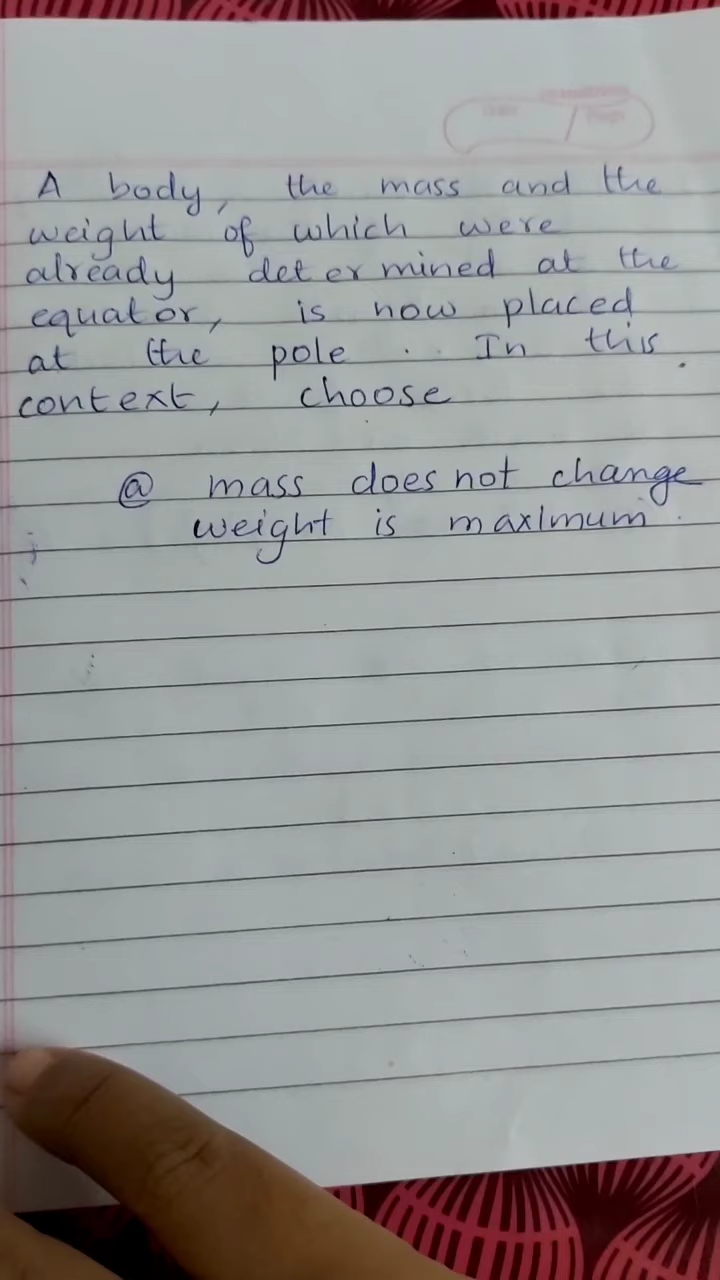 A body, the mass and the
weight of which were
already determined at the
equator, is now placed
at the pole. In this
context, choose
@ mass does not change
weight is maximum.